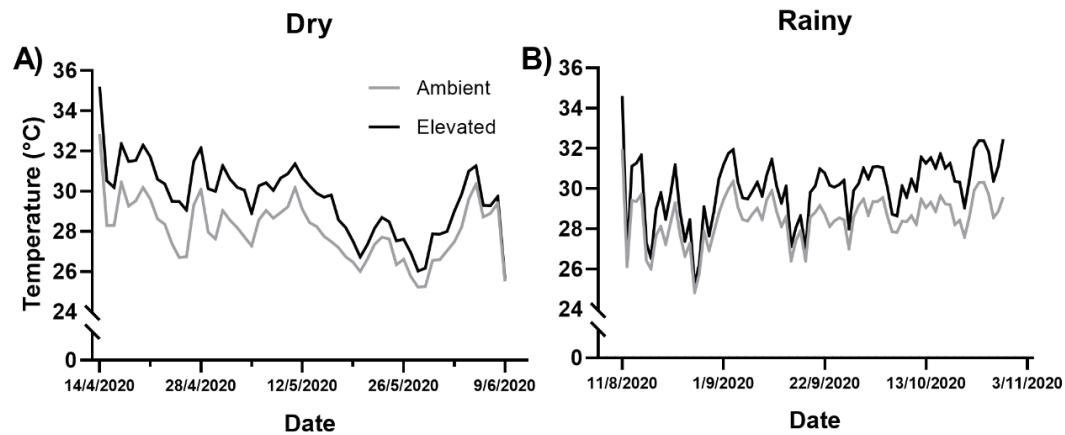 Dry
Rainy
A)
B)
Ambient
Elevated
Temperature (°C)
36
34
32
30
28
26
24
0
14/4/2020 28/4/2020 12/5/2020 26/5/2020 9/6/2020
Date
36
34
32
30
28
26
24
0
11/8/2020 1/9/2020 22/9/2020 13/10/2020 3/11/2020
Date